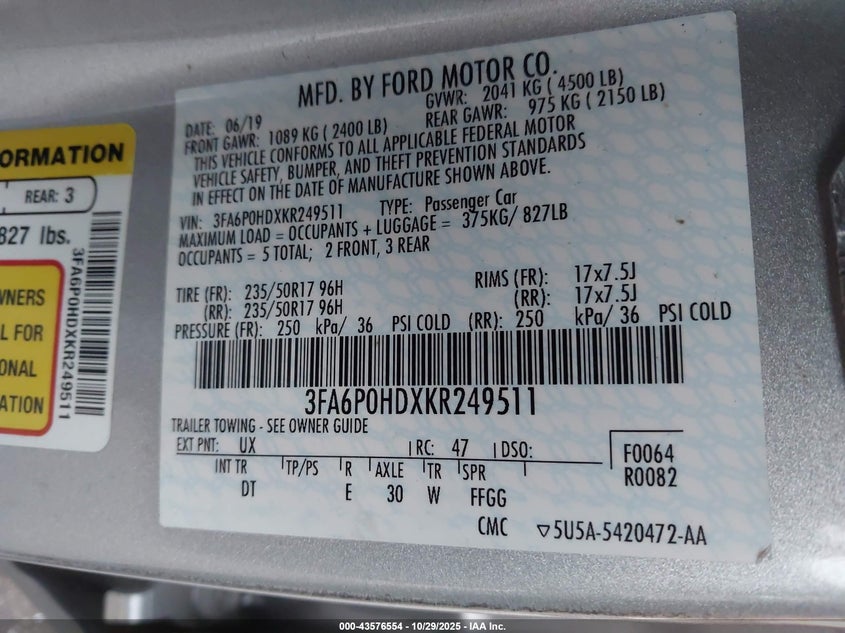 MFD. BY FORD MOTOR CO.
DATE: 06/19 GVWR: 2041 KG ( 4500 LB)
FRONT GAWR: 1089 KG ( 2400 LB) REAR GAWR: 975 KG ( 2150 LB)
THIS VEHICLE CONFORMS TO ALL APPLICABLE FEDERAL MOTOR
VEHICLE SAFETY, BUMPER, AND THEFT PREVENTION STANDARDS
IN EFFECT ON THE DATE OF MANUFACTURE SHOWN ABOVE.
VIN: 3FA6P0HDXKR249511 TYPE: Passenger Car
MAXIMUM LOAD = OCCUPANTS + LUGGAGE = 375KG/ 827LB
OCCUPANTS = 5 TOTAL; 2 FRONT, 3 REAR
TIRE (FR): 235/50R17 96H RIMS (FR): 17x7.5J
(RR): 235/50R17 96H (RR): 17x7.5J
PRESSURE (FR): 250 kPa/ 36 PSI COLD (RR): 250 kPa/ 36 PSI COLD
3FA6P0HDXKR249511
TRAILER TOWING - SEE OWNER GUIDE
EXT PNT: UX RC: 47 DSO: F0064
INT TR TP/PS R AXLE TR SPR R0082
DT E 30 W FFGG
CMC ▽5U5A-5420472-AA
ORMATION
REAR: 3
827 lbs.
3FA6P0HDXKR249511
WNERS
L FOR
ONAL
ATION
000-43576554 - 10/29/2025 - IAA Inc.